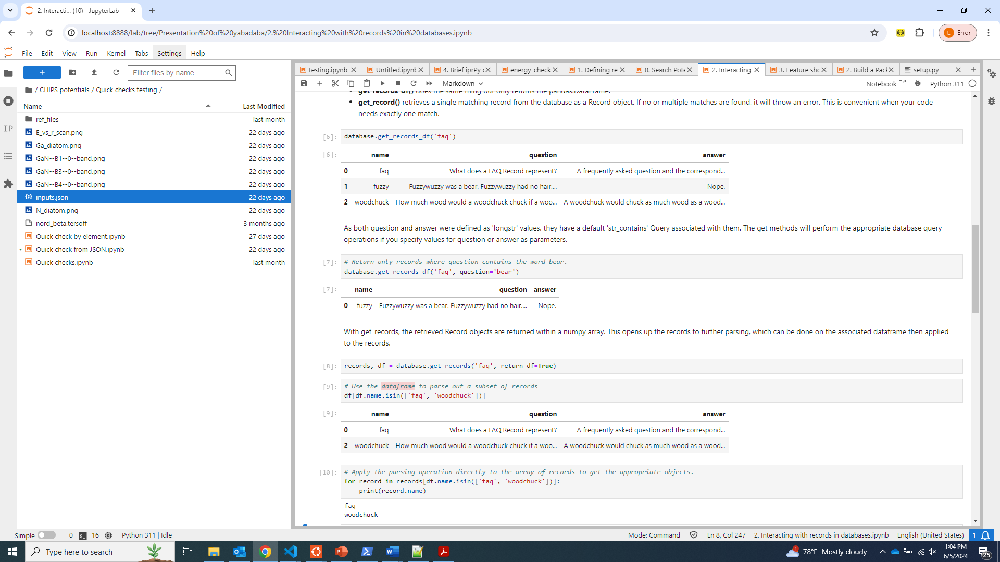 2. Interacti... (10) - JupyterLab
localhost:8888/lab/tree/Presentation%20of%20yabadaba/2.%20Interacting%20with%20records%20in%20databases.ipynb
L Error
File Edit View Run Kernel Tabs Settings Help
+
Filter files by name
/ CHIPS potentials / Quick checks testing /
Name Last Modified
ref_files last month
E_vs_r_scan.png 22 days ago
Ga_diatom.png 22 days ago
GaN--B1--0--band.png 22 days ago
GaN--B3--0--band.png 22 days ago
GaN--B4--0--band.png 22 days ago
inputs.json 22 days ago
N_diatom.png 22 days ago
nord_beta.tersoff 3 months ago
Quick check by element.ipynb 27 days ago
Quick check from JSON.ipynb 22 days ago
Quick checks.ipynb last month
IP
testing.ipynb Untitled.ipynb 4. Brief iprPy energy_check 1. Defining re 0. Search Pote 2. Interacting 3. Feature sho 2. Build a Pac setup.py
Markdown Notebook Python 311
get_records_df() does the same thing but only returns the pandas.DataFrame.
get_record() retrieves a single matching record from the database as a Record object. If no or multiple matches are found, it will throw an error. This is convenient when your code
needs exactly one match.
[6]: database.get_records_df('faq')
[6]: name question answer
0 faq What does a FAQ Record represent? A frequently asked question and the correspond...
1 fuzzy Fuzzywuzzy was a bear. Fuzzywuzzy had no hair.... Nope.
2 woodchuck How much wood would a woodchuck chuck if a woo... A woodchuck would chuck as much wood as a wood...
As both question and answer were defined as 'longstr' values, they have a default 'str_contains' Query associated with them. The get methods will perform the appropriate database query
operations if you specify values for question or answer as parameters.
[7]: # Return only records where question contains the word bear.
database.get_records_df('faq', question='bear')
[7]: name question answer
0 fuzzy Fuzzywuzzy was a bear. Fuzzywuzzy had no hair.... Nope.
With get_records, the retrieved Record objects are returned within a numpy array. This opens up the records to further parsing, which can be done on the associated dataframe then applied
to the records.
[8]: records, df = database.get_records('faq', return_df=True)
[9]: # Use the dataframe to parse out a subset of records
df[df.name.isin(['faq', 'woodchuck'])]
[9]: name question answer
0 faq What does a FAQ Record represent? A frequently asked question and the correspond...
2 woodchuck How much wood would a woodchuck chuck if a woo... A woodchuck would chuck as much wood as a wood...
[10]: # Apply the parsing operation directly to the array of records to get the appropriate objects.
for record in records[df.name.isin(['faq', 'woodchuck'])]:
print(record.name)
faq
woodchuck
Simple 0 16 Python 311 | Idle Mode: Command Ln 8, Col 247 2. Interacting with records in databases.ipynb English (United States) 1
Type here to search
1 78°F Mostly cloudy
1:04 PM
6/5/2024
25